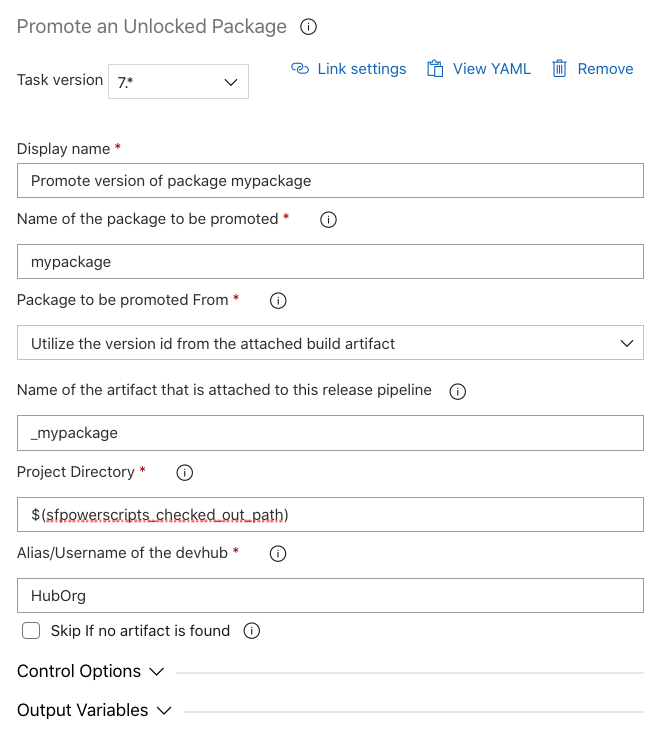 Promote an Unlocked Package
Task version 7.* Link settings View YAML Remove
Display name *
Promote version of package mypackage
Name of the package to be promoted *
mypackage
Package to be promoted From *
Utilize the version id from the attached build artifact
Name of the artifact that is attached to this release pipeline
_mypackage
Project Directory *
$(sfpowerscripts_checked_out_path)
Alias/Username of the devhub *
HubOrg
Skip If no artifact is found
Control Options
Output Variables